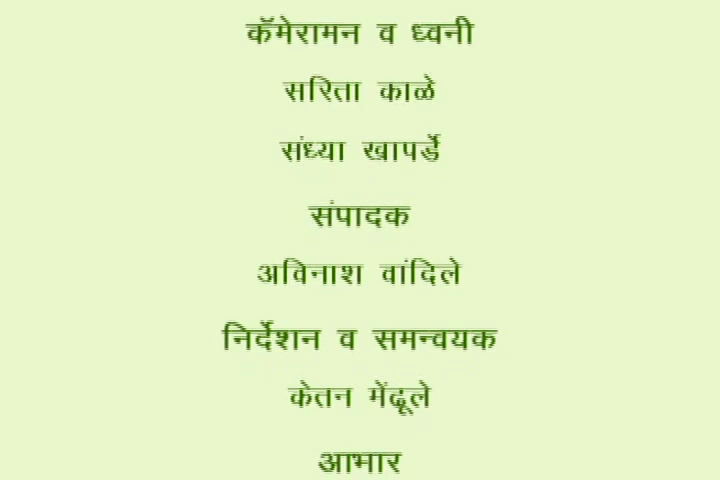 कॅमेरामन व ध्वनी
सरिता काळे
संध्या खापर्डे
संपादक
अविनाश वांदिले
निर्देशन व समन्वयक
केतन मेंढूले
आभार